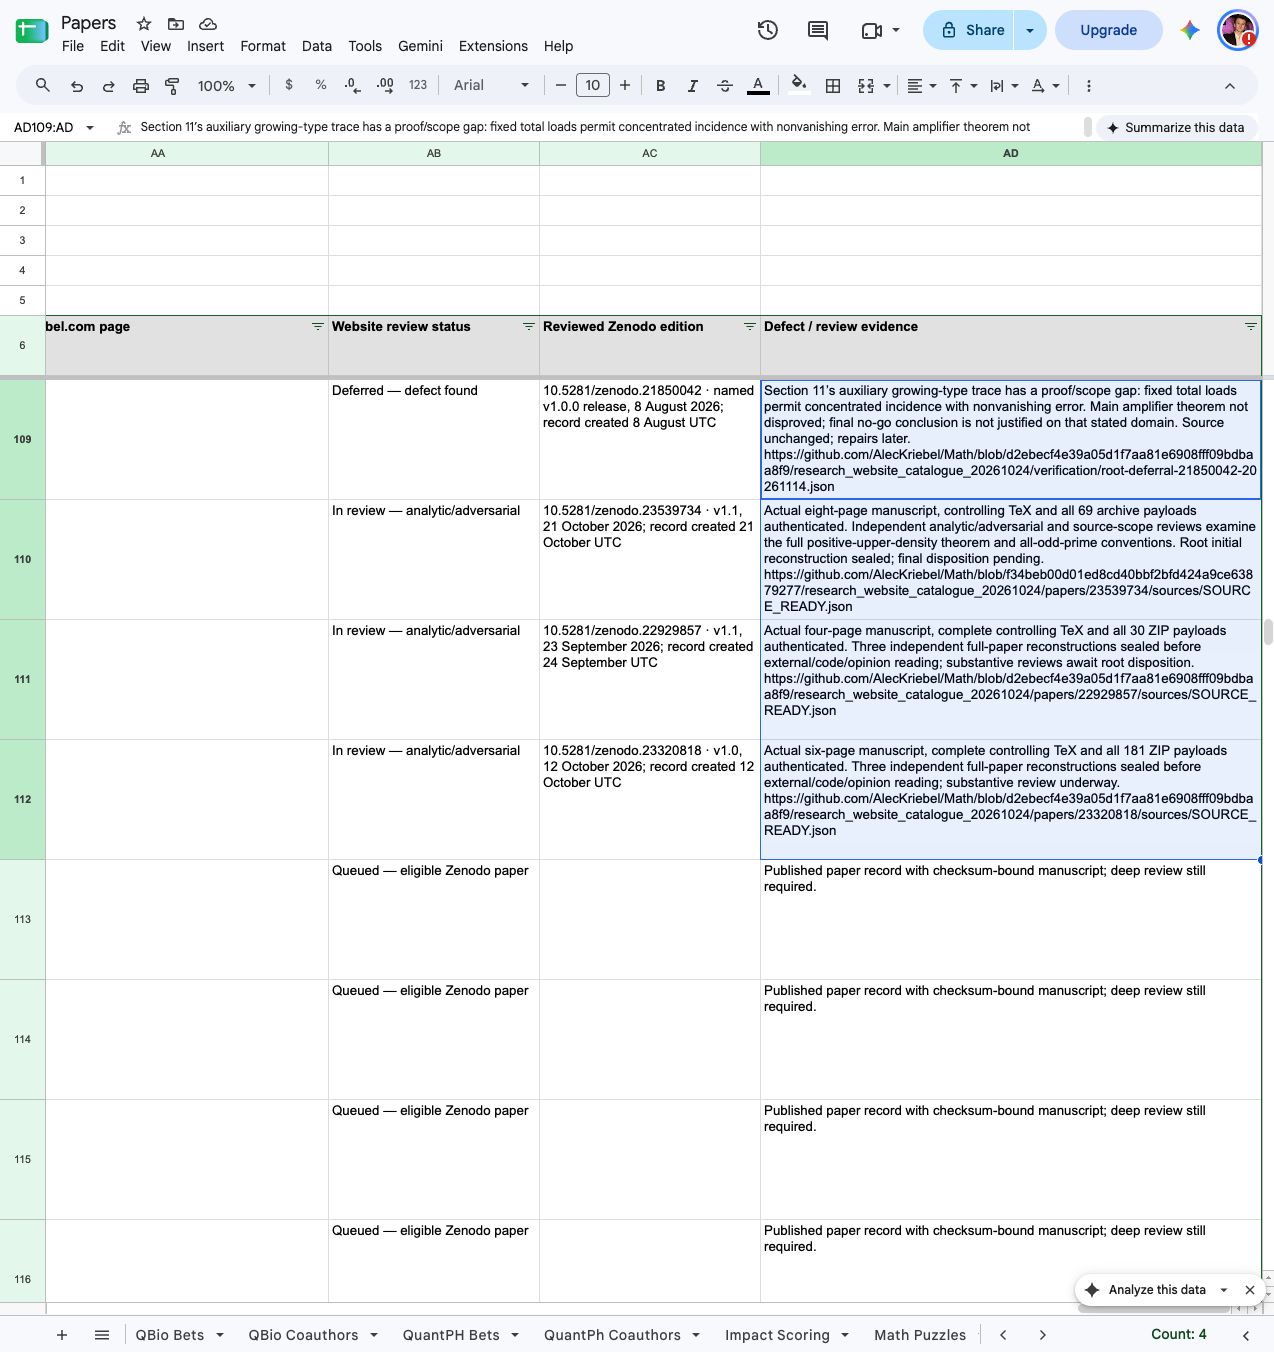 Papers
File Edit View Insert Format Data Tools Gemini Extensions Help
Share
Upgrade
100% $ % .0 .00 123 Arial 10 B I A
AD109:AD fx Section 11's auxiliary growing-type trace has a proof/scope gap: fixed total loads permit concentrated incidence with nonvanishing error. Main amplifier theorem not
Summarize this data
AA AB AC AD
1
2
3
4
5
6 bel.com page Website review status Reviewed Zenodo edition Defect / review evidence
109
Deferred — defect found
10.5281/zenodo.21850042 · named
v1.0.0 release, 8 August 2026;
record created 8 August UTC
Section 11's auxiliary growing-type trace has a proof/scope gap: fixed total loads
permit concentrated incidence with nonvanishing error. Main amplifier theorem not
disproved; final no-go conclusion is not justified on that stated domain. Source
unchanged; repairs later.
https://github.com/AlecKriebel/Math/blob/d2ebecf4e39a05d1f7aa81e6908fff09bdba
a8f9/research_website_catalogue_20261024/verification/root-deferral-21850042-20
261114.json
110
In review — analytic/adversarial
10.5281/zenodo.23539734 · v1.1,
21 October 2026; record created 21
October UTC
Actual eight-page manuscript, controlling TeX and all 69 archive payloads
authenticated. Independent analytic/adversarial and source-scope reviews examine
the full positive-upper-density theorem and all-odd-prime conventions. Root initial
reconstruction sealed; final disposition pending.
https://github.com/AlecKriebel/Math/blob/f34beb00d01ed8cd40bbf2bfd424a9ce638
79277/research_website_catalogue_20261024/papers/23539734/sources/SOURC
E_READY.json
111
In review — analytic/adversarial
10.5281/zenodo.22929857 · v1.1,
23 September 2026; record created
24 September UTC
Actual four-page manuscript, complete controlling TeX and all 30 ZIP payloads
authenticated. Three independent full-paper reconstructions sealed before
external/code/opinion reading; substantive reviews await root disposition.
https://github.com/AlecKriebel/Math/blob/d2ebecf4e39a05d1f7aa81e6908fff09bdba
a8f9/research_website_catalogue_20261024/papers/22929857/sources/SOURCE_
READY.json
112
In review — analytic/adversarial
10.5281/zenodo.23320818 · v1.0,
12 October 2026; record created 12
October UTC
Actual six-page manuscript, complete controlling TeX and all 181 ZIP payloads
authenticated. Three independent full-paper reconstructions sealed before
external/code/opinion reading; substantive review underway.
https://github.com/AlecKriebel/Math/blob/d2ebecf4e39a05d1f7aa81e6908fff09bdba
a8f9/research_website_catalogue_20261024/papers/23320818/sources/SOURCE_
READY.json
113
Queued — eligible Zenodo paper
Published paper record with checksum-bound manuscript; deep review still
required.
114
Queued — eligible Zenodo paper
Published paper record with checksum-bound manuscript; deep review still
required.
115
Queued — eligible Zenodo paper
Published paper record with checksum-bound manuscript; deep review still
required.
116
Queued — eligible Zenodo paper
Published paper record with checksum-bound manuscript; deep review still
required.
Analyze this data
QBio Bets QBio Coauthors QuantPH Bets QuantPh Coauthors Impact Scoring Math Puzzles Count: 4